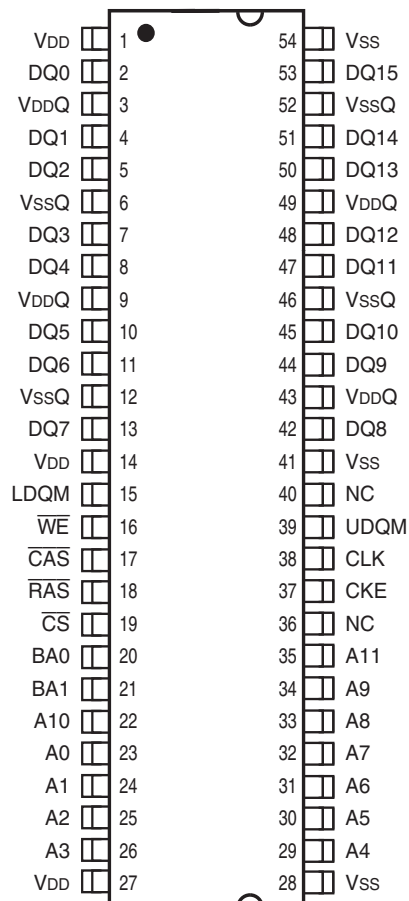 VDD 1 54 VSS
DQ0 2 53 DQ15
VDDQ 3 52 VSSQ
DQ1 4 51 DQ14
DQ2 5 50 DQ13
VSSQ 6 49 VDDQ
DQ3 7 48 DQ12
DQ4 8 47 DQ11
VDDQ 9 46 VSSQ
DQ5 10 45 DQ10
DQ6 11 44 DQ9
VSSQ 12 43 VDDQ
DQ7 13 42 DQ8
VDD 14 41 VSS
LDQM 15 40 NC
W̅E̅ 16 39 UDQM
C̅A̅S̅ 17 38 CLK
R̅A̅S̅ 18 37 CKE
C̅S̅ 19 36 NC
BA0 20 35 A11
BA1 21 34 A9
A10 22 33 A8
A0 23 32 A7
A1 24 31 A6
A2 25 30 A5
A3 26 29 A4
VDD 27 28 VSS